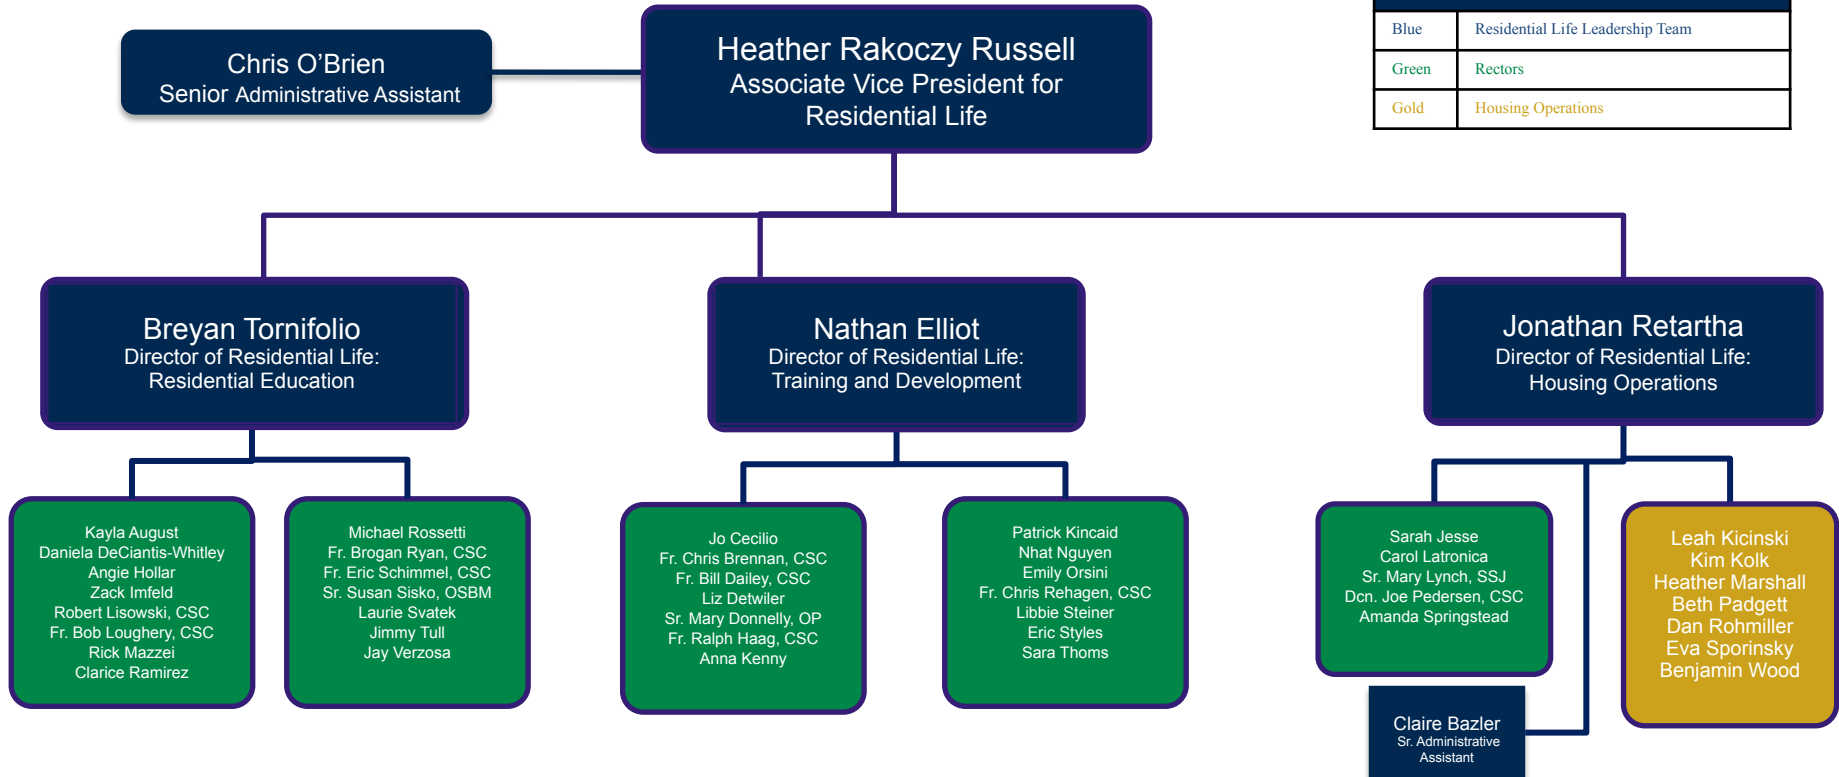 Chris O'Brien
Senior Administrative Assistant
Heather Rakoczy Russell
Associate Vice President for
Residential Life
Blue Residential Life Leadership Team
Green Rectors
Gold Housing Operations
Breyan Tornifolio
Director of Residential Life:
Residential Education
Nathan Elliot
Director of Residential Life:
Training and Development
Jonathan Retartha
Director of Residential Life:
Housing Operations
Kayla August
Daniela DeCiantis-Whitley
Angie Hollar
Zack Imfeld
Robert Lisowski, CSC
Fr. Bob Loughery, CSC
Rick Mazzei
Clarice Ramirez
Michael Rossetti
Fr. Brogan Ryan, CSC
Fr. Eric Schimmel, CSC
Sr. Susan Sisko, OSBM
Laurie Svatek
Jimmy Tull
Jay Verzosa
Jo Cecilio
Fr. Chris Brennan, CSC
Fr. Bill Dailey, CSC
Liz Detwiler
Sr. Mary Donnelly, OP
Fr. Ralph Haag, CSC
Anna Kenny
Patrick Kincaid
Nhat Nguyen
Emily Orsini
Fr. Chris Rehagen, CSC
Libbie Steiner
Eric Styles
Sara Thoms
Sarah Jesse
Carol Latronica
Sr. Mary Lynch, SSJ
Dcn. Joe Pedersen, CSC
Amanda Springstead
Leah Kicinski
Kim Kolk
Heather Marshall
Beth Padgett
Dan Rohmiller
Eva Sporinsky
Benjamin Wood
Claire Bazler
Sr. Administrative
Assistant